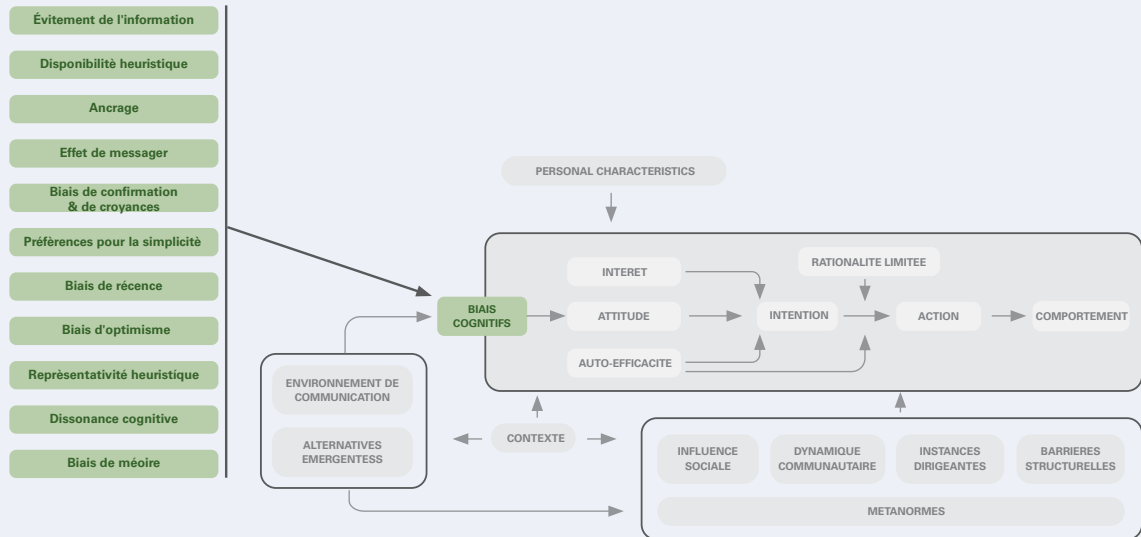 Évitement de l'information
Disponibilitè heuristique
Ancrage
Effet de messager
Biais de confirmation
& de croyances
Préfèrences pour la simplicitè
Biais de récence
Biais d'optimisme
Reprèsentativité heuristíque
Dissonance cognitive
Biais de méoire
PERSONAL CHARACTERISTICS
BIAIS
COGNITIFS
INTERET
ATTITUDE
AUTO-EFFICACITE
RATIONALITE LIMITEE
INTENTION
ACTION
COMPORTEMENT
ENVIRONNEMENT DE
COMMUNICATION
ALTERNATIVES
EMERGENTESS
CONTEXTE
INFLUENCE
SOCIALE
DYNAMIQUE
COMMUNAUTAIRE
INSTANCES
DIRIGEANTES
BARRIERES
STRUCTURELLES
METANORMES